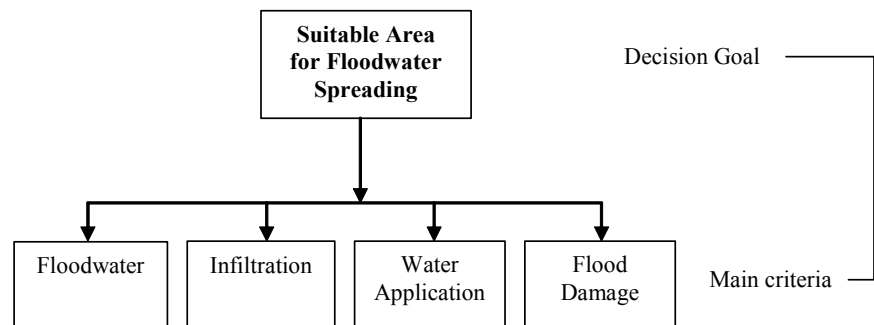 Suitable Area
for Floodwater
Spreading
Decision Goal
Floodwater
Infiltration
Water
Application
Flood
Damage
Main criteria